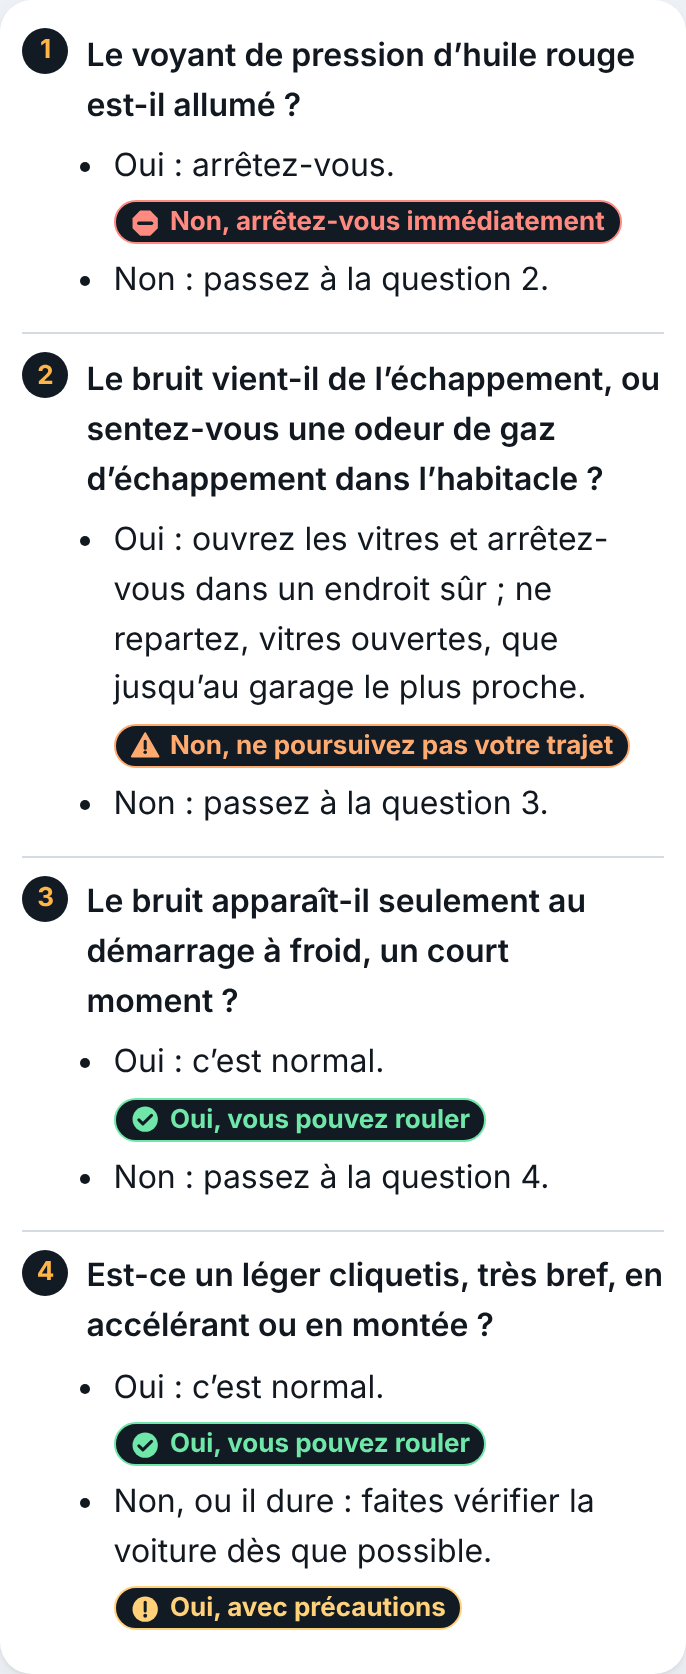 1
Le voyant de pression d’huile rouge
est-il allumé ?
• Oui : arrêtez-vous.
Non, arrêtez-vous immédiatement
• Non : passez à la question 2.
2
Le bruit vient-il de l’échappement, ou
sentez-vous une odeur de gaz
d’échappement dans l’habitacle ?
• Oui : ouvrez les vitres et arrêtez-
vous dans un endroit sûr ; ne
repartez, vitres ouvertes, que
jusqu’au garage le plus proche.
Non, ne poursuivez pas votre trajet
• Non : passez à la question 3.
3
Le bruit apparaît-il seulement au
démarrage à froid, un court
moment ?
• Oui : c’est normal.
Oui, vous pouvez rouler
• Non : passez à la question 4.
4
Est-ce un léger cliquetis, très bref, en
accélérant ou en montée ?
• Oui : c’est normal.
Oui, vous pouvez rouler
• Non, ou il dure : faites vérifier la
voiture dès que possible.
Oui, avec précautions